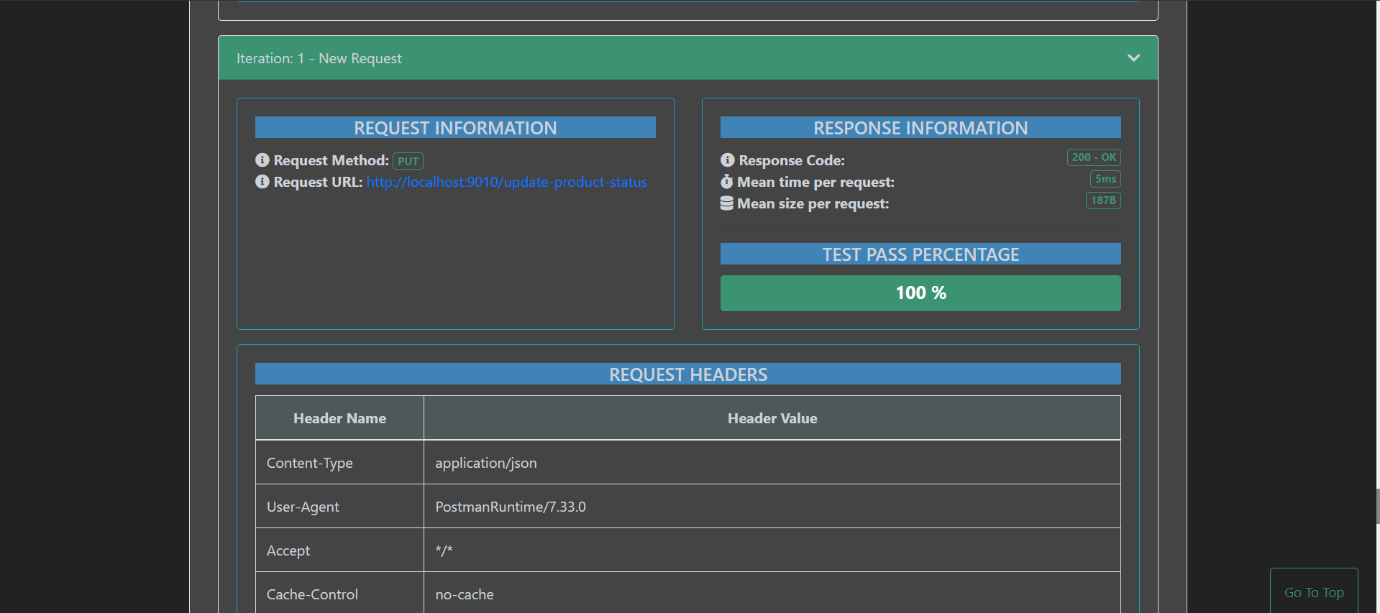 Iteration: 1 - New Request
REQUEST INFORMATION
Request Method: PUT
Request URL: http://localhost:9010/update-product-status
RESPONSE INFORMATION
Response Code: 200 - OK
Mean time per request: 5ms
Mean size per request: 187B
TEST PASS PERCENTAGE
100 %
REQUEST HEADERS
Header Name Header Value
Content-Type application/json
User-Agent PostmanRuntime/7.33.0
Accept */*
Cache-Control no-cache
Go To Top